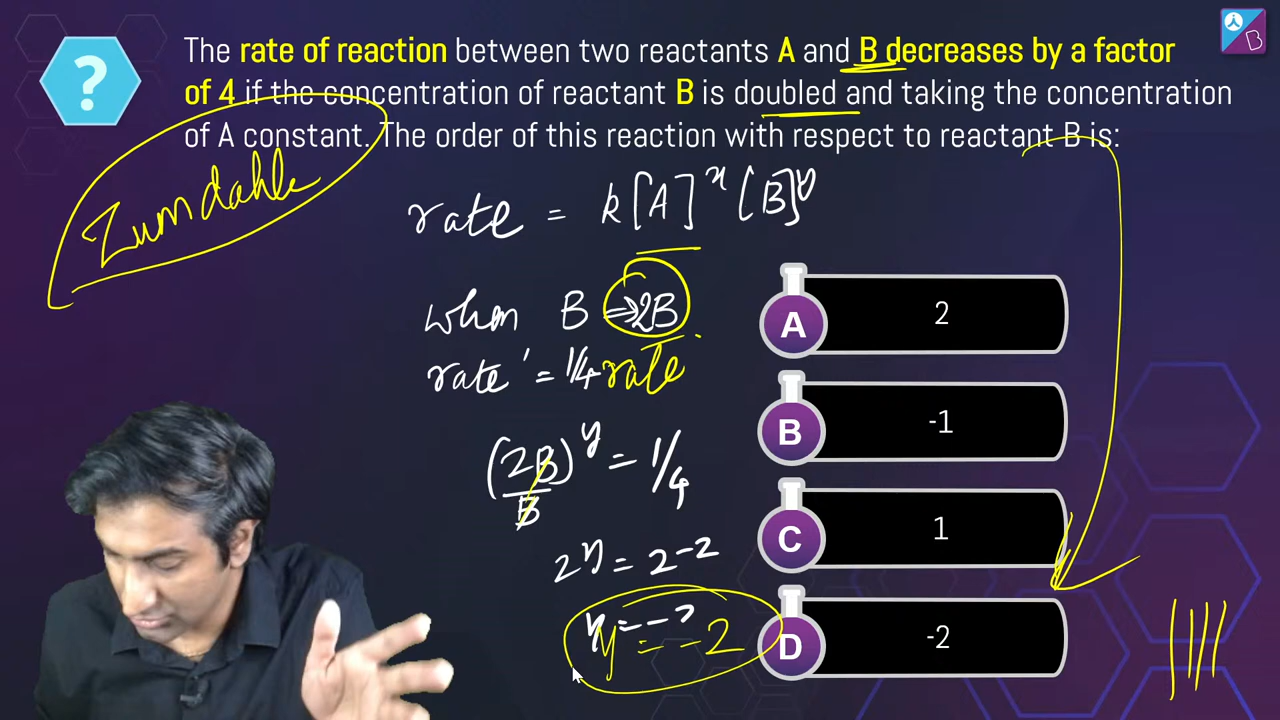 The rate of reaction between two reactants A and B decreases by a factor
of 4 if the concentration of reactant B is doubled and taking the concentration
of A constant. The order of this reaction with respect to reactant B is:
?
Zumdahle
rate = k[A]^x [B]^y
when B ⇒ 2B
rate' = 1/4 rate
(2B/B)^y = 1/4
2^y = 2^-2
y = -2
y = -2
A 2
B -1
C 1
D -2
B